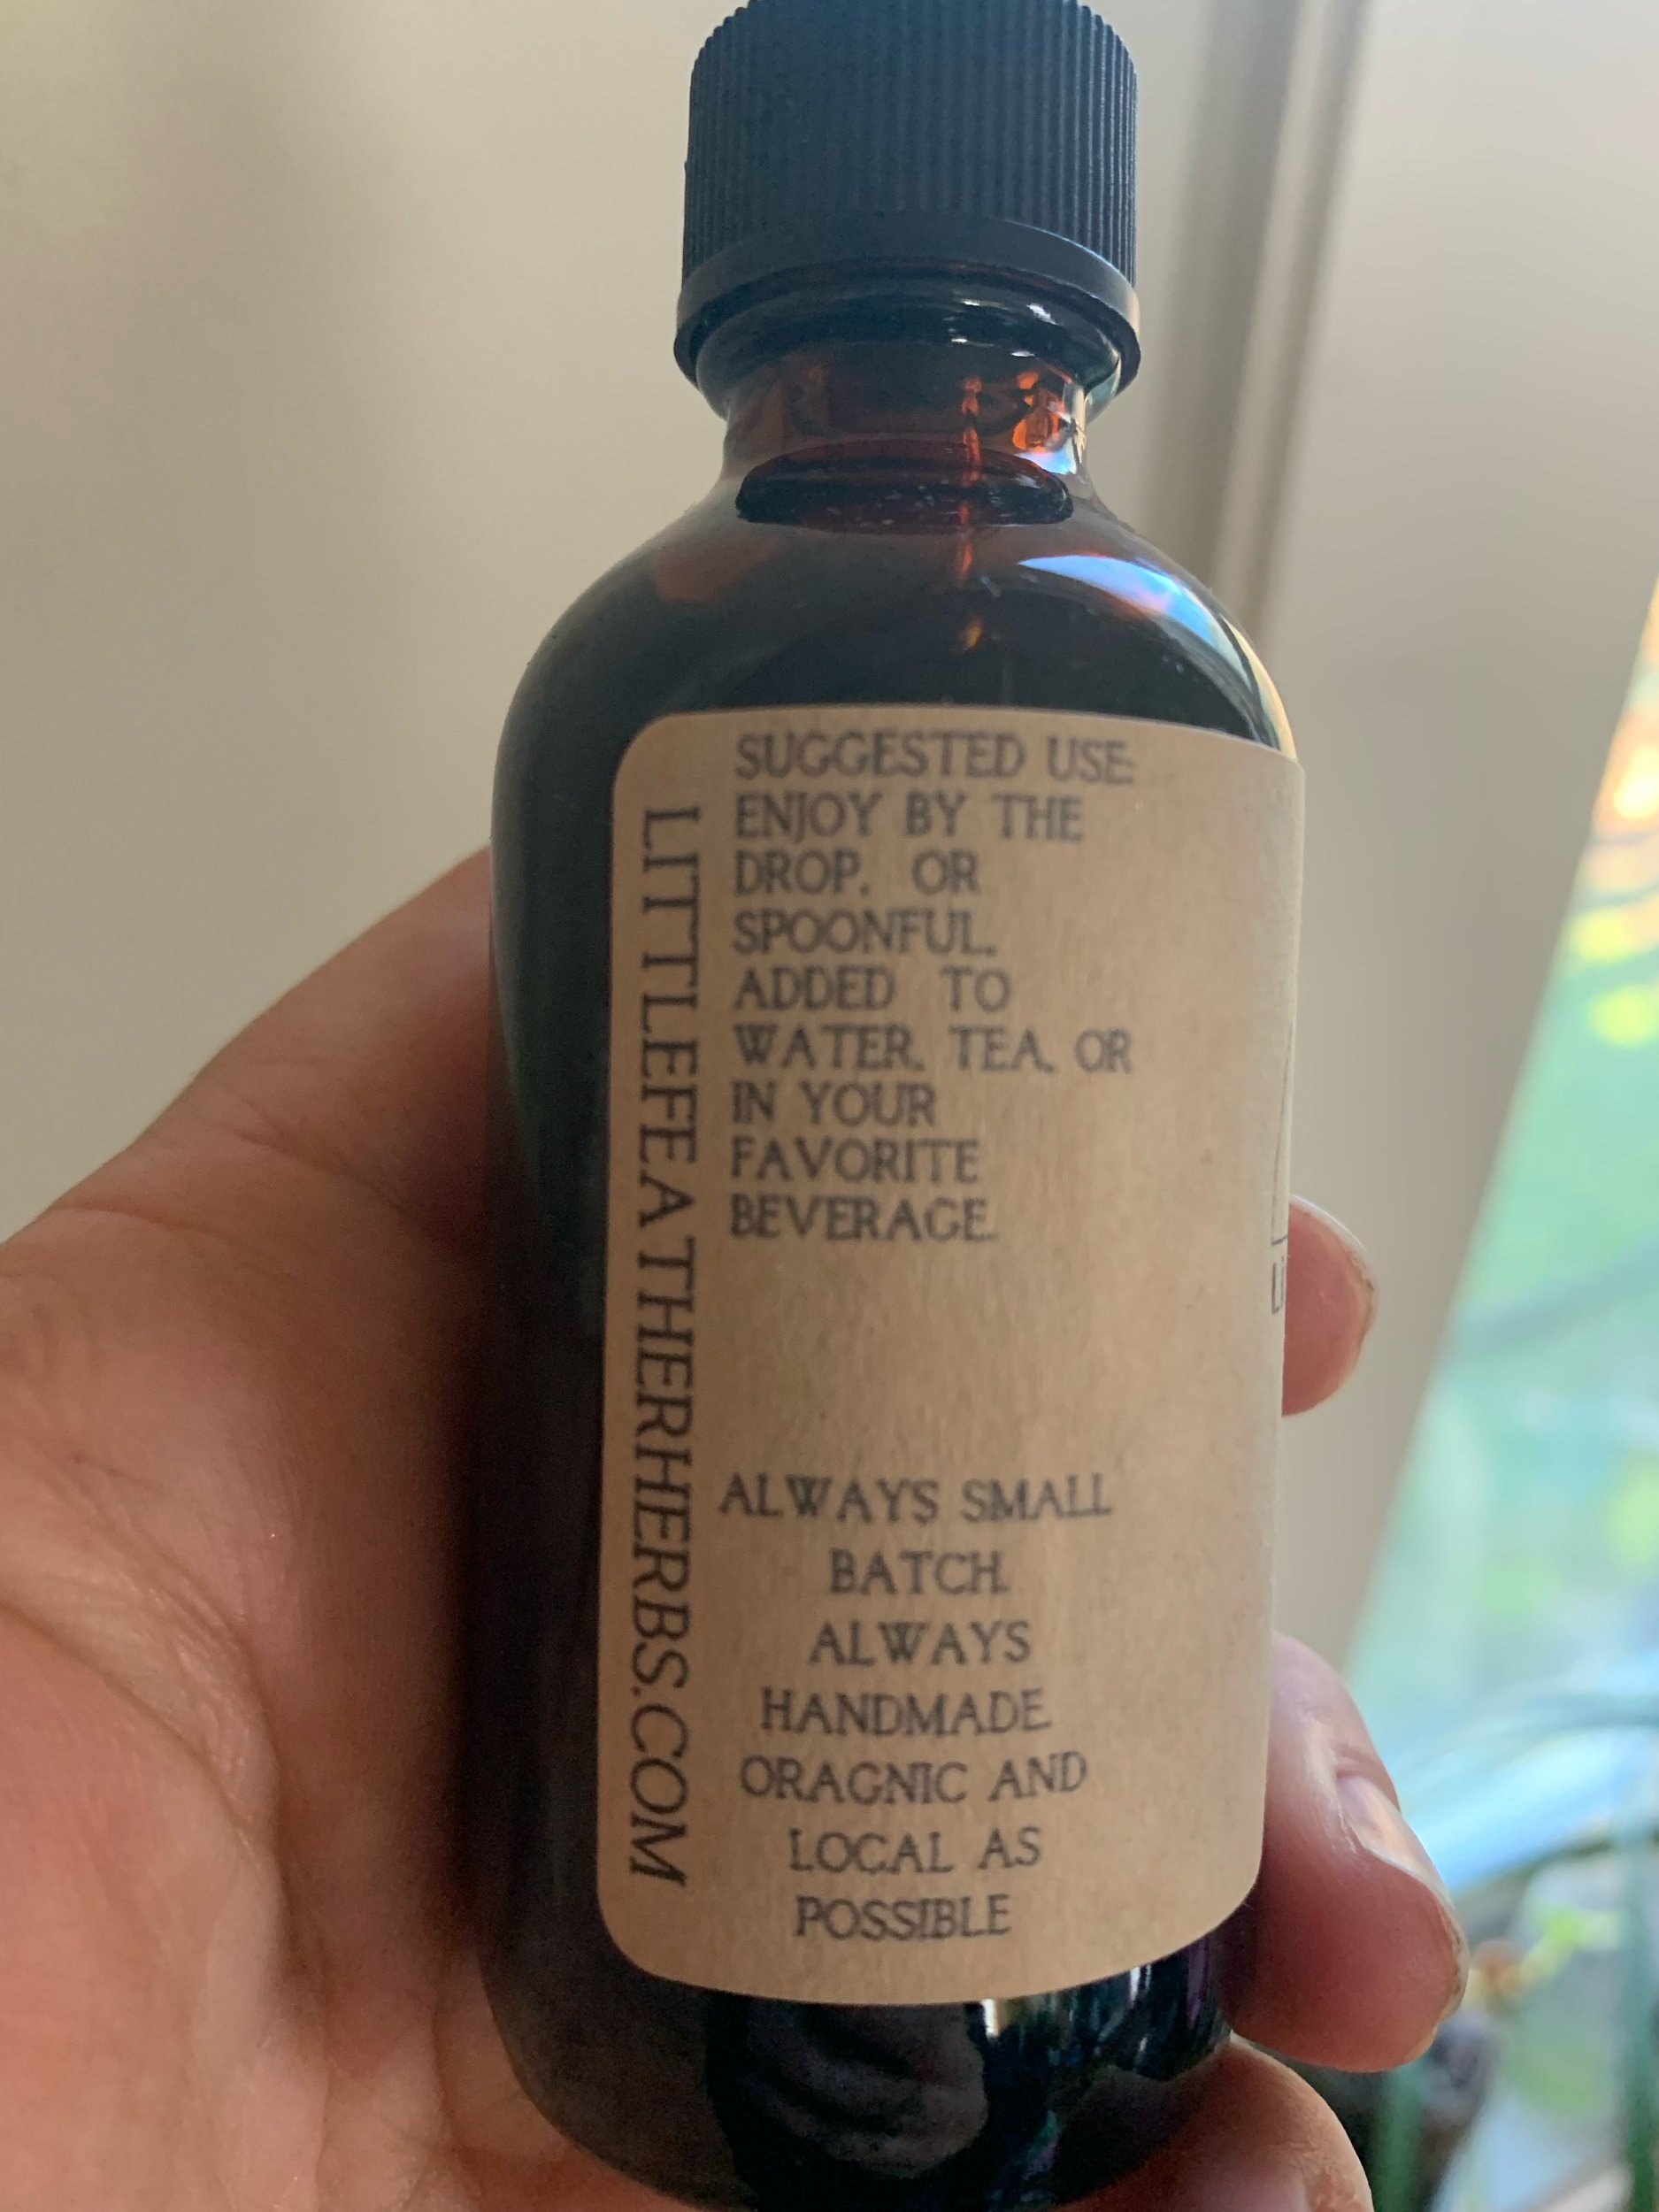 SUGGESTED USE:
ENJOY BY THE
DROP, OR
SPOONFUL,
ADDED TO
WATER, TEA, OR
IN YOUR
FAVORITE
BEVERAGE.
ALWAYS SMALL
BATCH.
ALWAYS
HANDMADE.
ORAGNIC AND
LOCAL AS
POSSIBLE
LITTLEFEATHERHERBS.COM